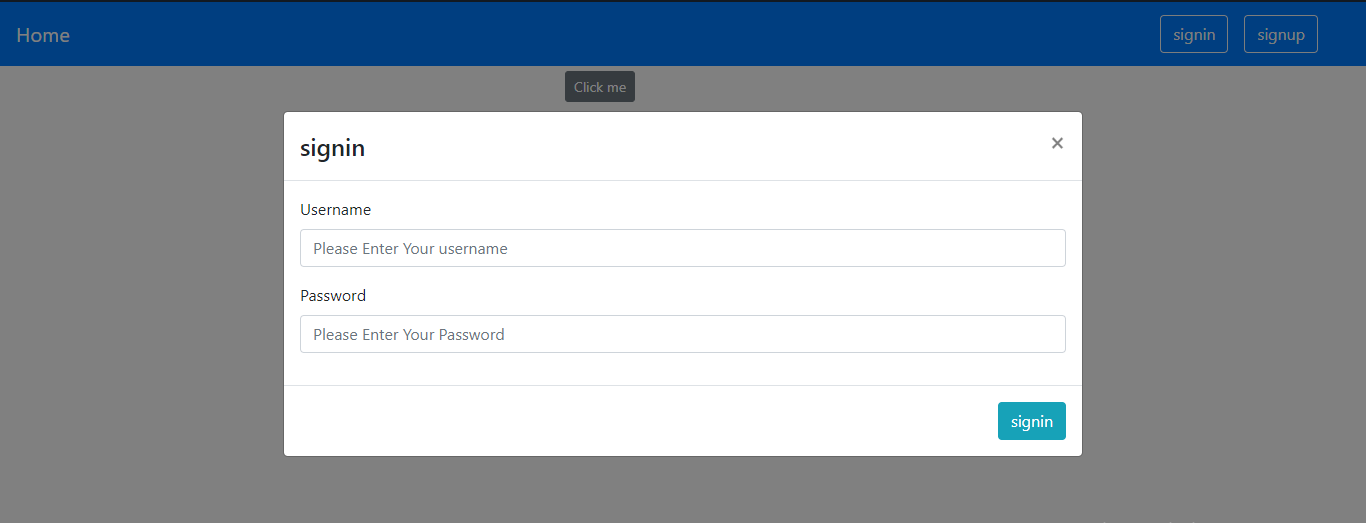 Home signin signup
Click me
signin ×
Username
Please Enter Your username
Password
Please Enter Your Password
signin